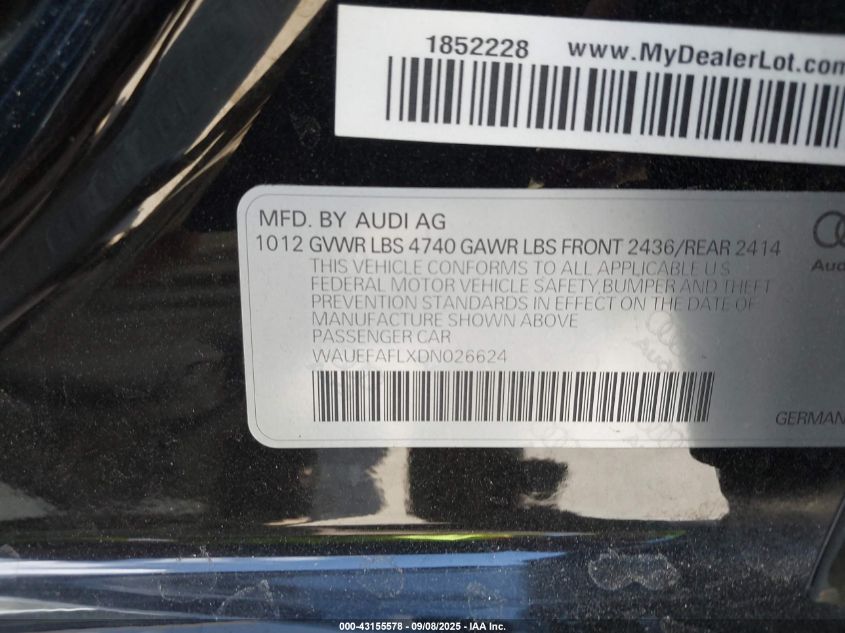 1852228 www.MyDealerLot.com
MFD. BY AUDI AG
1012 GVWR LBS 4740 GAWR LBS FRONT 2436/REAR 2414
THIS VEHICLE CONFORMS TO ALL APPLICABLE U S
FEDERAL MOTOR VEHICLE SAFETY,BUMPER AND THEFT
PREVENTION STANDARDS IN EFFECT ON THE DATE OF
MANUFACTURE SHOWN ABOVE
PASSENGER CAR
WAUEFAFLXDN026624
Aud
GERMAN
000-43155578 - 09/08/2025 - IAA Inc.